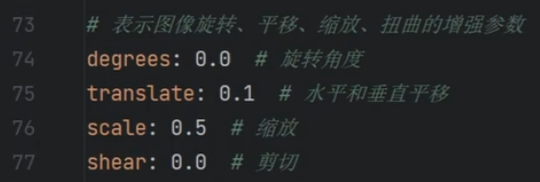 73 # 表示图像旋转、平移、缩放、扭曲的增强参数
74 degrees: 0.0 # 旋转角度
75 translate: 0.1 # 水平和垂直平移
76 scale: 0.5 # 缩放
77 shear: 0.0 # 剪切